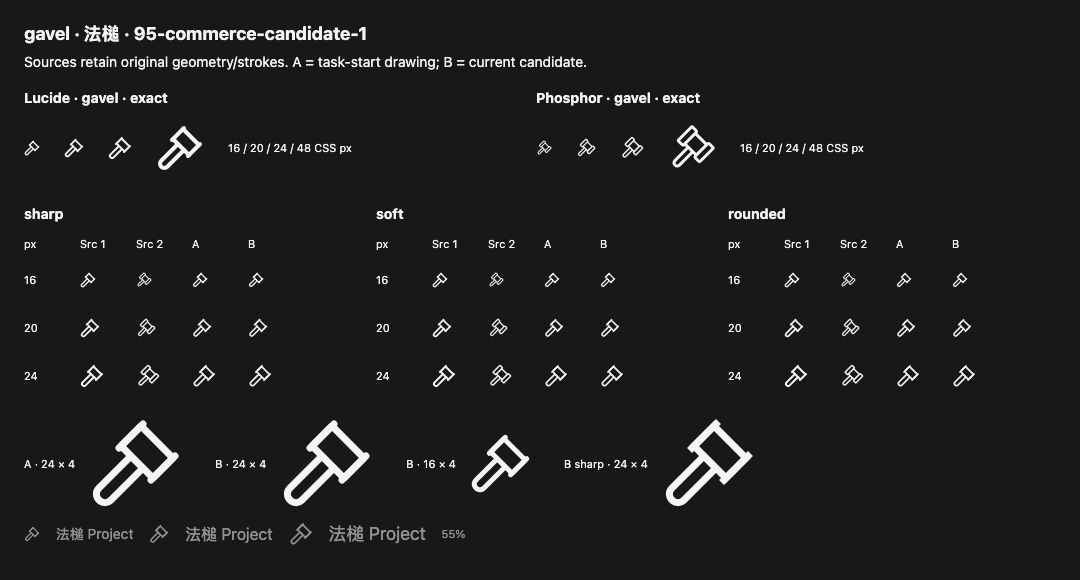 gavel · 法槌 · 95-commerce-candidate-1
Sources retain original geometry/strokes. A = task-start drawing; B = current candidate.
Lucide · gavel · exact
Phosphor · gavel · exact
16 / 20 / 24 / 48 CSS px
16 / 20 / 24 / 48 CSS px
sharp
soft
rounded
px Src 1 Src 2 A B
px Src 1 Src 2 A B
px Src 1 Src 2 A B
16
16
16
20
20
20
24
24
24
A · 24 × 4
B · 24 × 4
B · 16 × 4
B sharp · 24 × 4
法槌 Project
法槌 Project
法槌 Project
55%